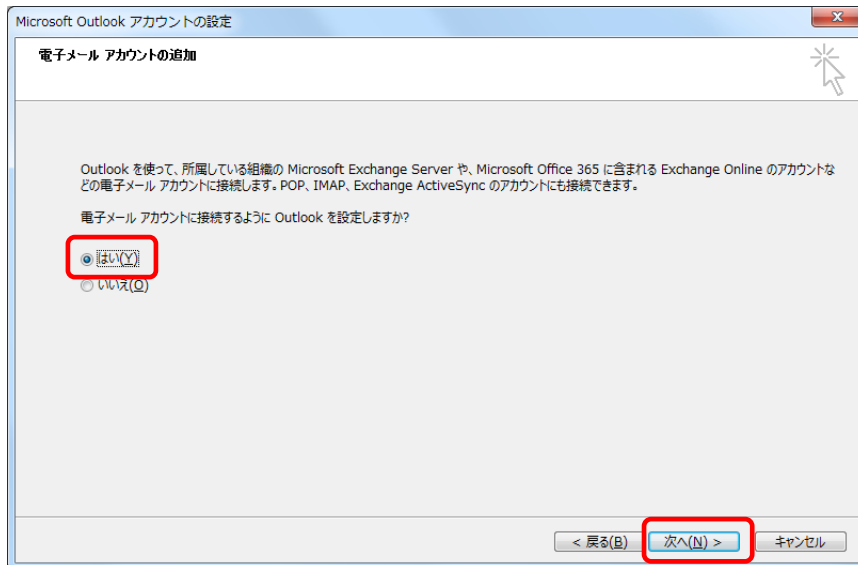 Microsoft Outlook アカウントの設定
電子メール アカウントの追加
Outlook を使って、所属している組織の Microsoft Exchange Server や、Microsoft Office 365 に含まれる Exchange Online のアカウントな
どの電子メール アカウントに接続します。POP、IMAP、Exchange ActiveSync のアカウントにも接続できます。
電子メール アカウントに接続するように Outlook を設定しますか?
はい(Y)
いいえ(O)
< 戻る(B) 次へ(N) > キャンセル